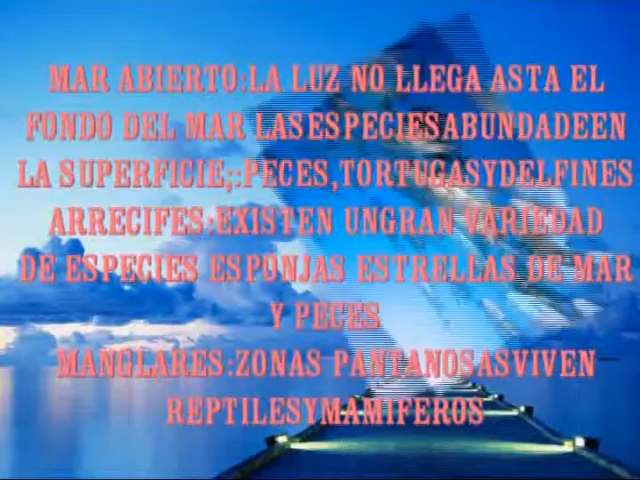 MAR ABIERTO:LA LUZ NO LLEGA ASTA EL
FONDO DEL MAR LASESPECIESABUNDADEEN
LA SUPERFICIE;:PECES,TORTUGASYDELFINES
ARRECIFES:EXISTEN UNGRAN VARIEDAD
DE ESPECIES ESPONJAS ESTRELLAS DE MAR
Y PECES
MANGLARES:ZONAS PANTANOSASVIVEN
REPTILESYMAMIFEROS